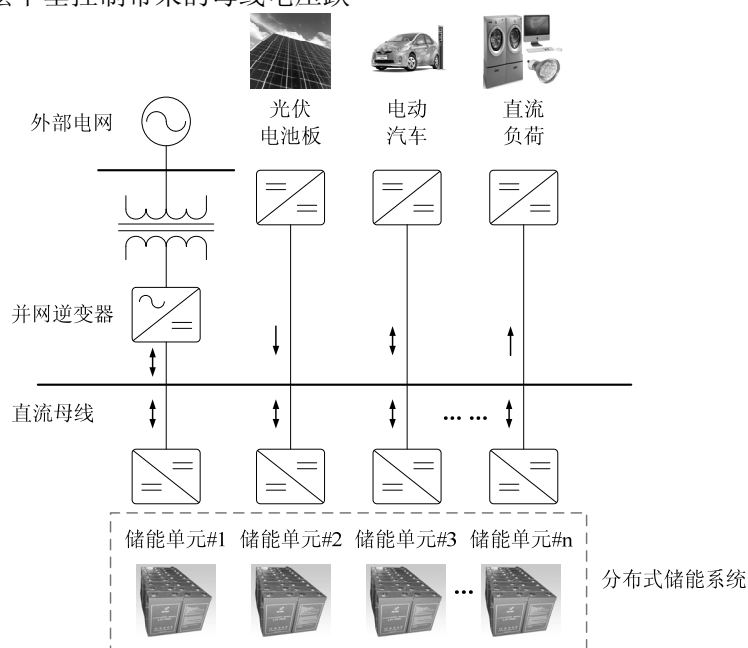 光伏
电池板
电动
汽车
直流
负荷
外部电网
并网逆变器
直流母线
... ...
储能单元#1 储能单元#2 储能单元#3 储能单元#n
...
分布式储能系统